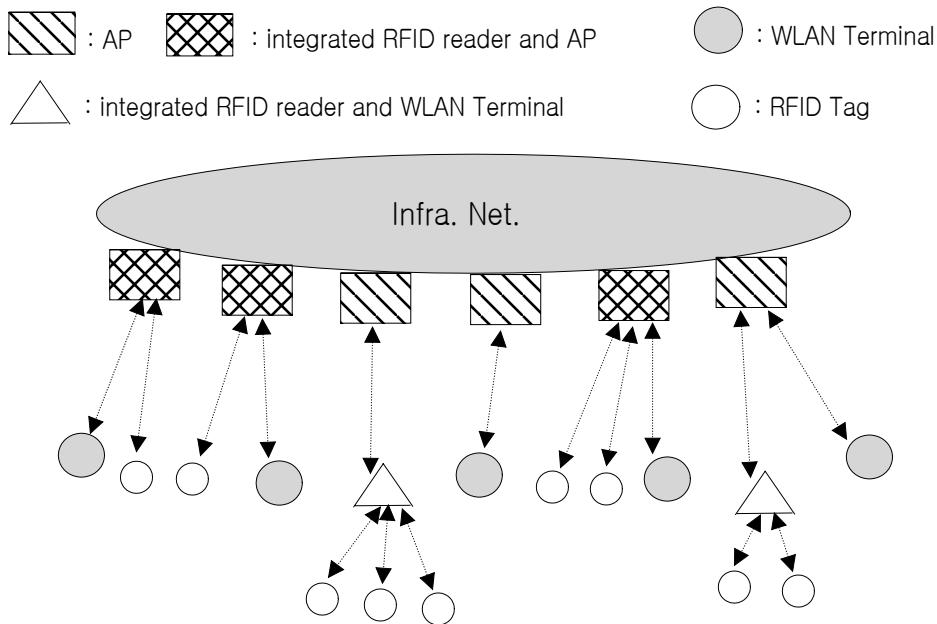 : AP : integrated RFID reader and AP : WLAN Terminal
: integrated RFID reader and WLAN Terminal : RFID Tag
Infra. Net.